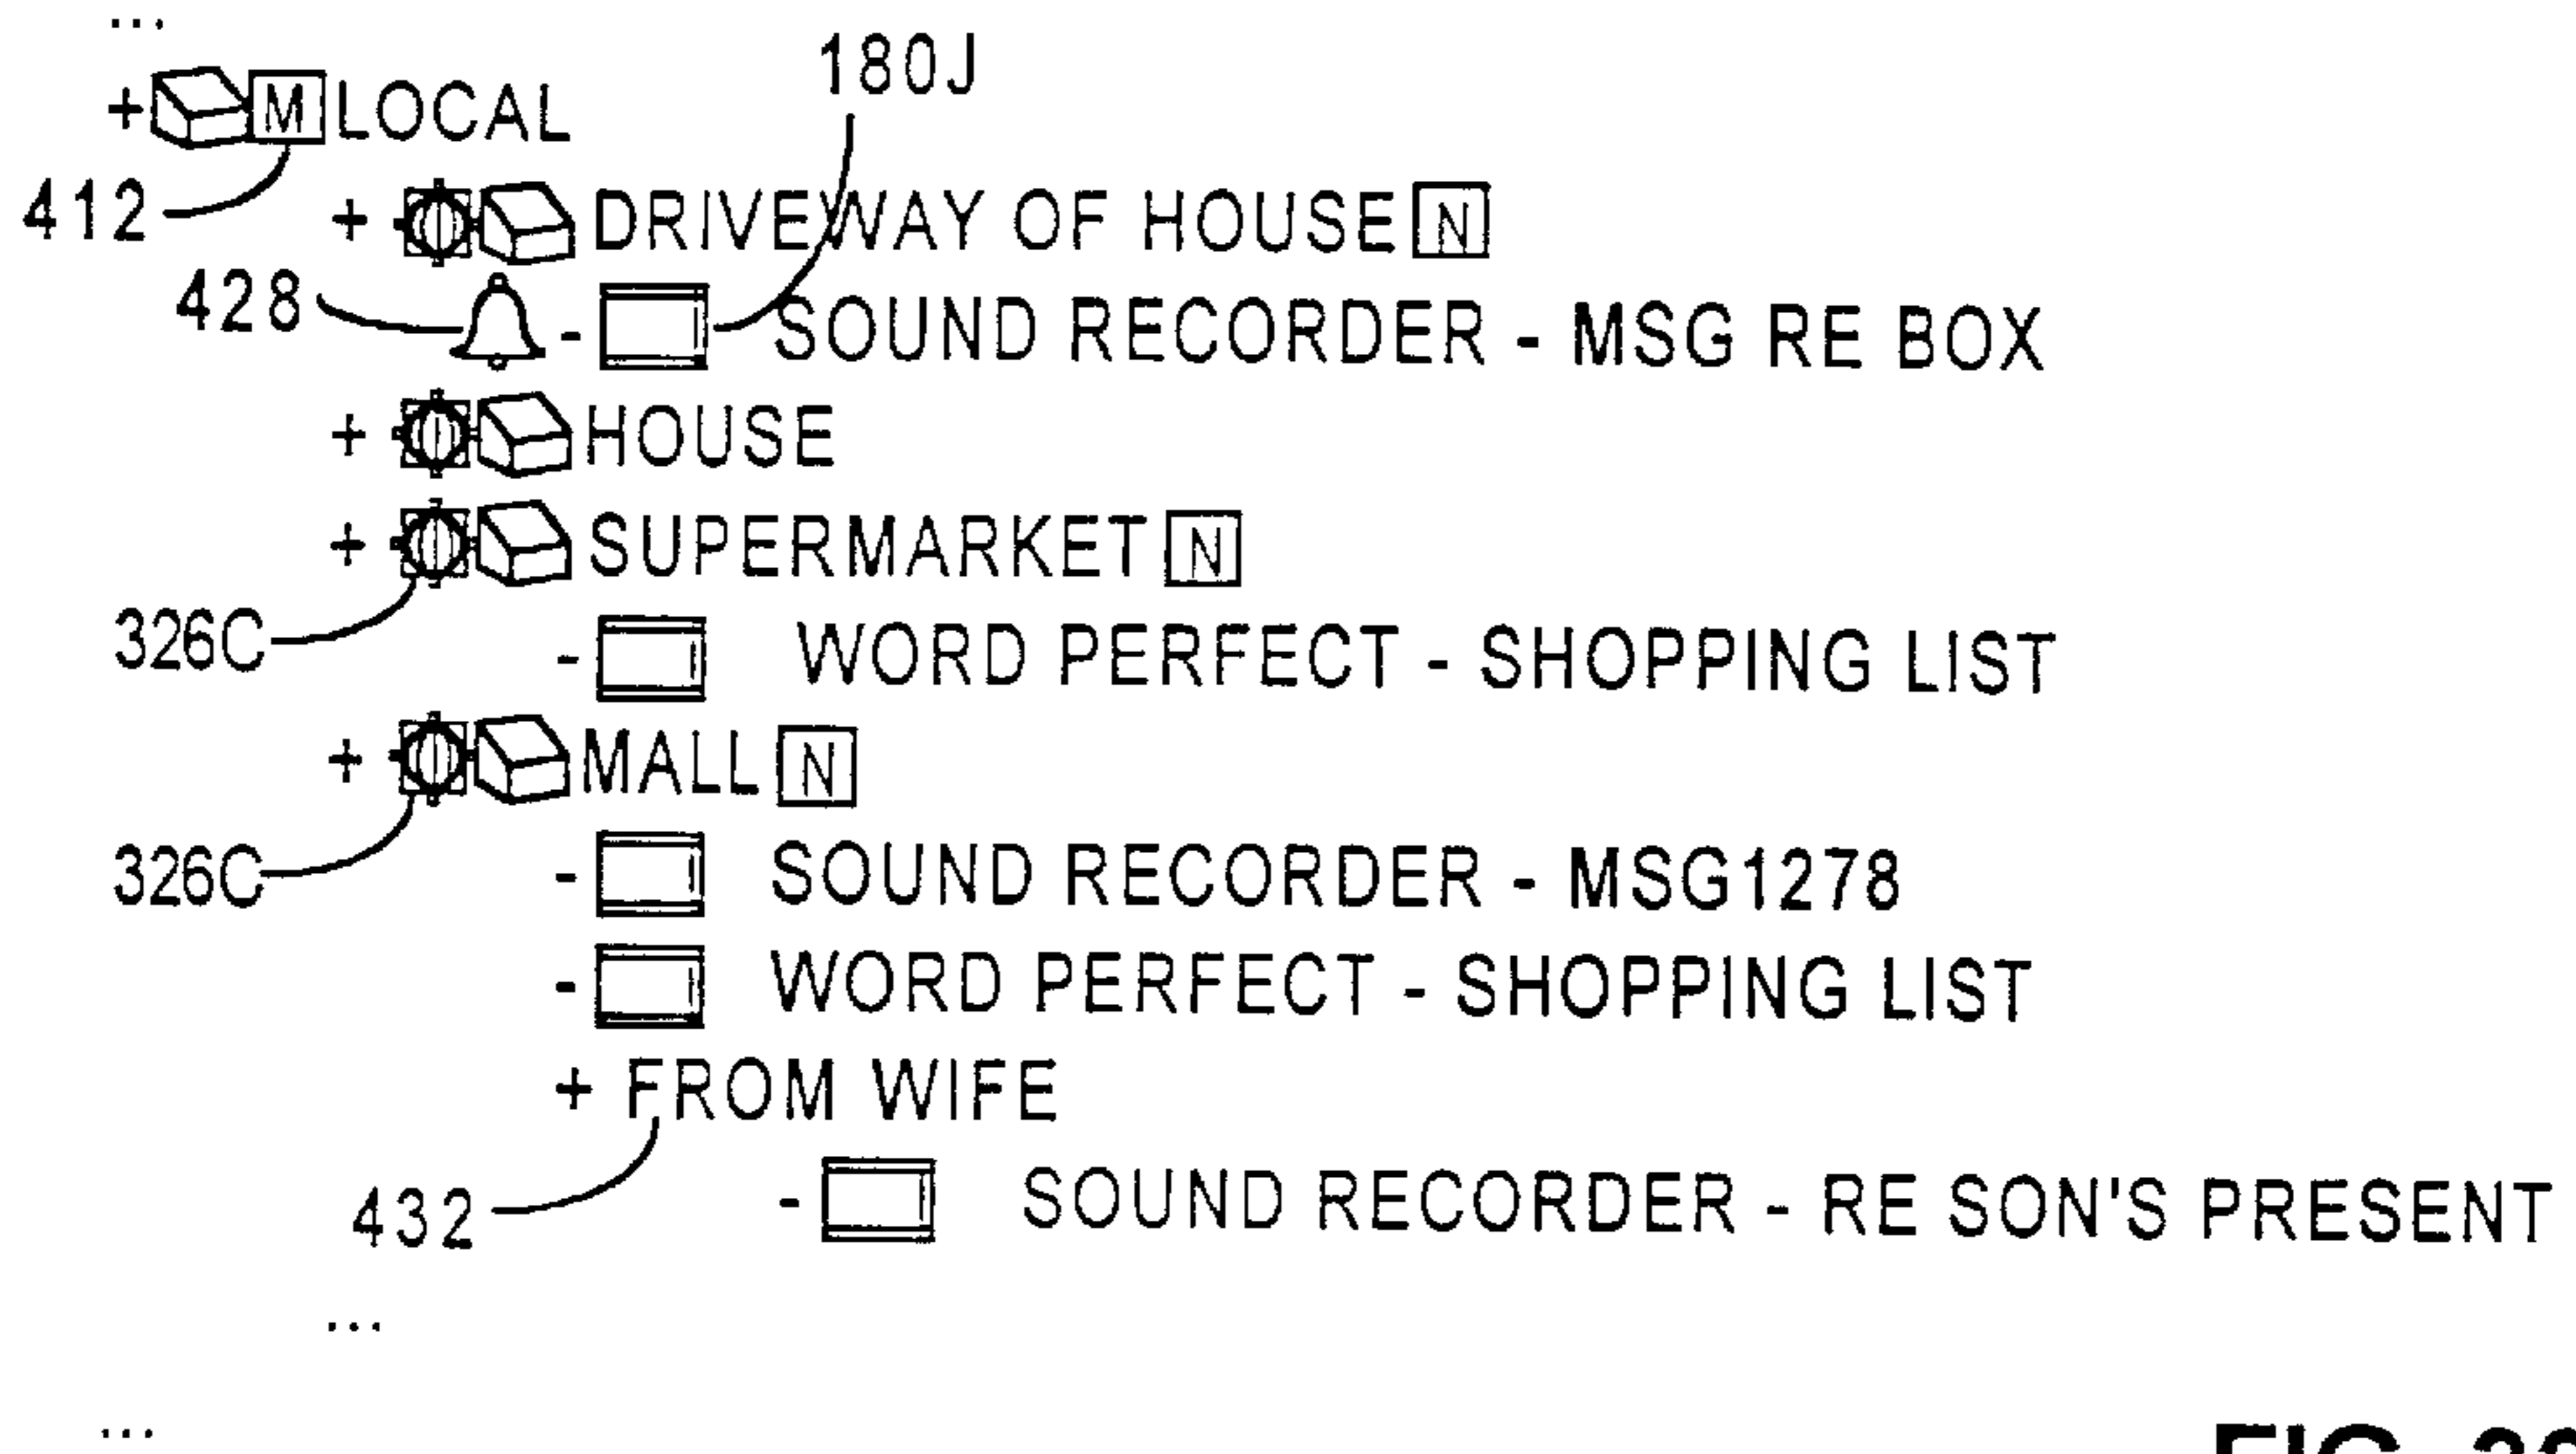 ...
180J
+ M LOCAL
412
+ DRIVEWAY OF HOUSE N
428
- SOUND RECORDER - MSG RE BOX
+ HOUSE
+ SUPERMARKET N
326C
- WORD PERFECT - SHOPPING LIST
+ MALL N
326C
- SOUND RECORDER - MSG1278
- WORD PERFECT - SHOPPING LIST
+ FROM WIFE
432
- SOUND RECORDER - RE SON'S PRESENT
...
...